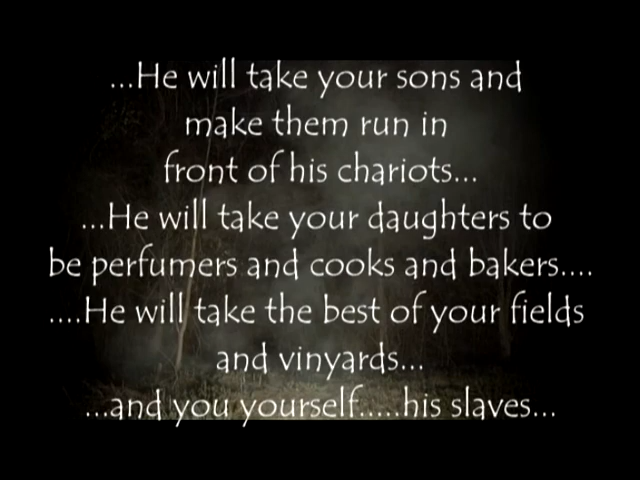 ...He will take your sons and
make them run in
front of his chariots...
...He will take your daughters to
be perfumers and cooks and bakers....
....He will take the best of your fields
and vinyards...
...and you yourself.....his slaves...